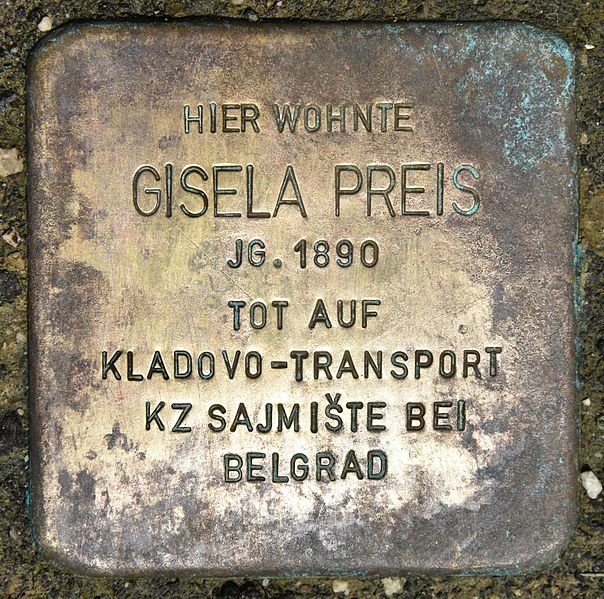 HIER WOHNTE
GISELA PREIS
JG. 1890
TOT AUF
KLADOVO-TRANSPORT
KZ SAJMIŠTE BEI
BELGRAD